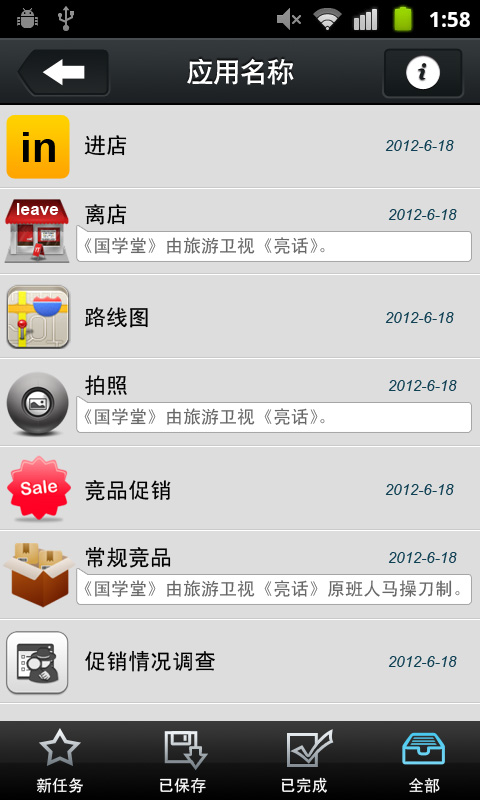 1:58
应用名称
in
进店
2012-6-18
leave
离店
2012-6-18
《国学堂》由旅游卫视《亮话》。
路线图
2012-6-18
拍照
2012-6-18
《国学堂》由旅游卫视《亮话》。
Sale
竞品促销
2012-6-18
常规竞品
2012-6-18
《国学堂》由旅游卫视《亮话》原班人马操刀制。
促销情况调查
2012-6-18
新任务
已保存
已完成
全部